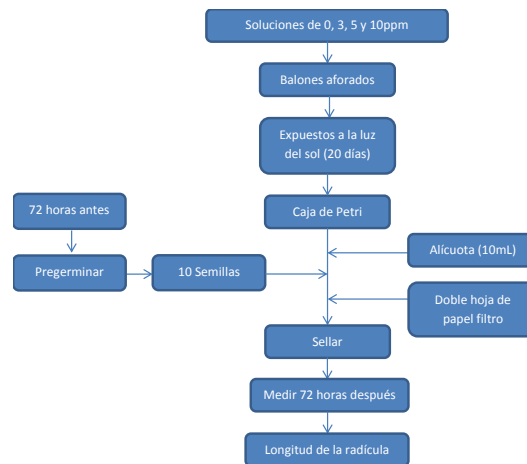 Soluciones de 0, 3, 5 y 10ppm
Balones aforados
Expuestos a la luz
del sol (20 días)
72 horas antes
Caja de Petri
Pregerminar
10 Semillas
Alícuota (10mL)
Doble hoja de
papel filtro
Sellar
Medir 72 horas después
Longitud de la radícula